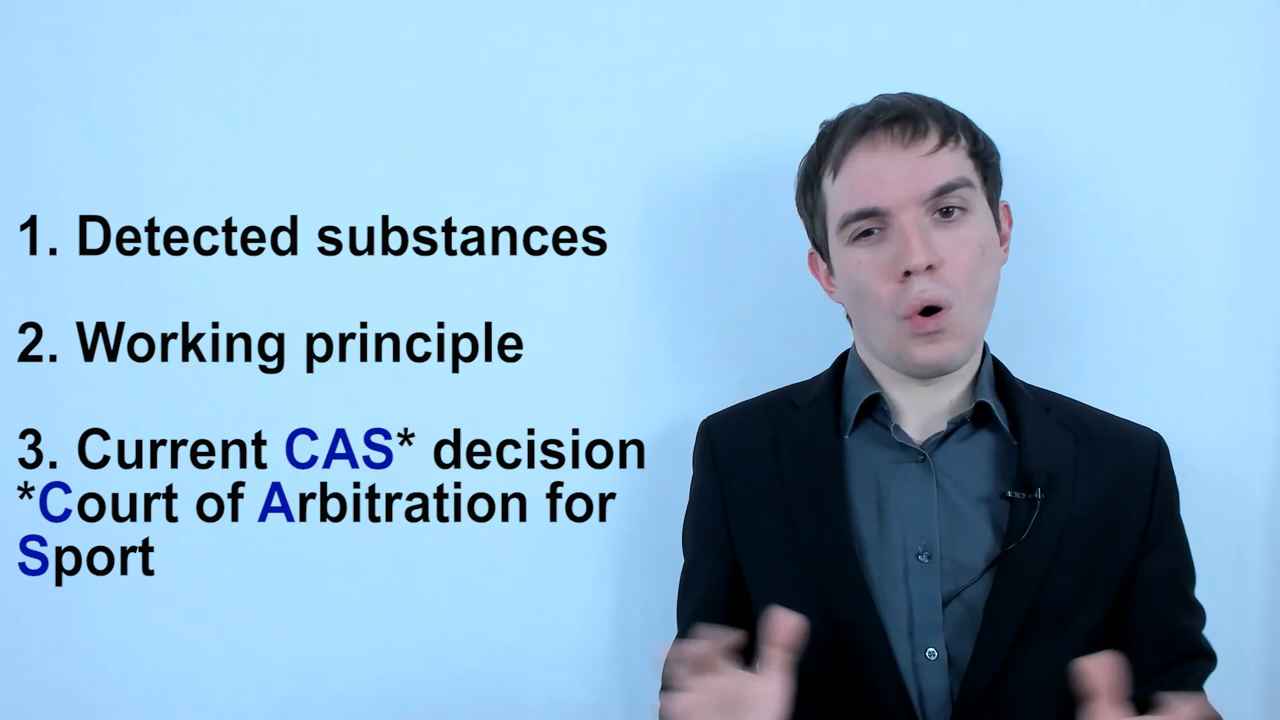 1. Detected substances
2. Working principle
3. Current CAS* decision
*Court of Arbitration for
Sport